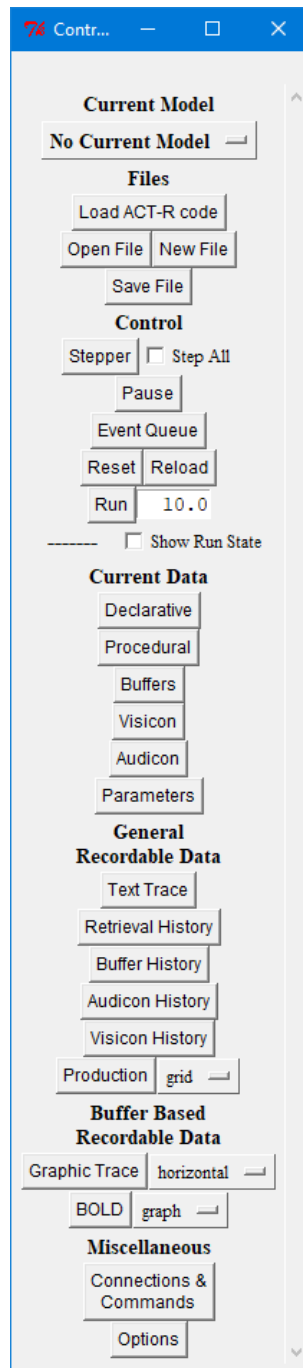 Contr...
Current Model
No Current Model
Files
Load ACT-R code
Open File New File
Save File
Control
Stepper Step All
Pause
Event Queue
Reset Reload
Run 10.0
------- Show Run State
Current Data
Declarative
Procedural
Buffers
Visicon
Audicon
Parameters
General
Recordable Data
Text Trace
Retrieval History
Buffer History
Audicon History
Visicon History
Production grid
Buffer Based
Recordable Data
Graphic Trace horizontal
BOLD graph
Miscellaneous
Connections &
Commands
Options